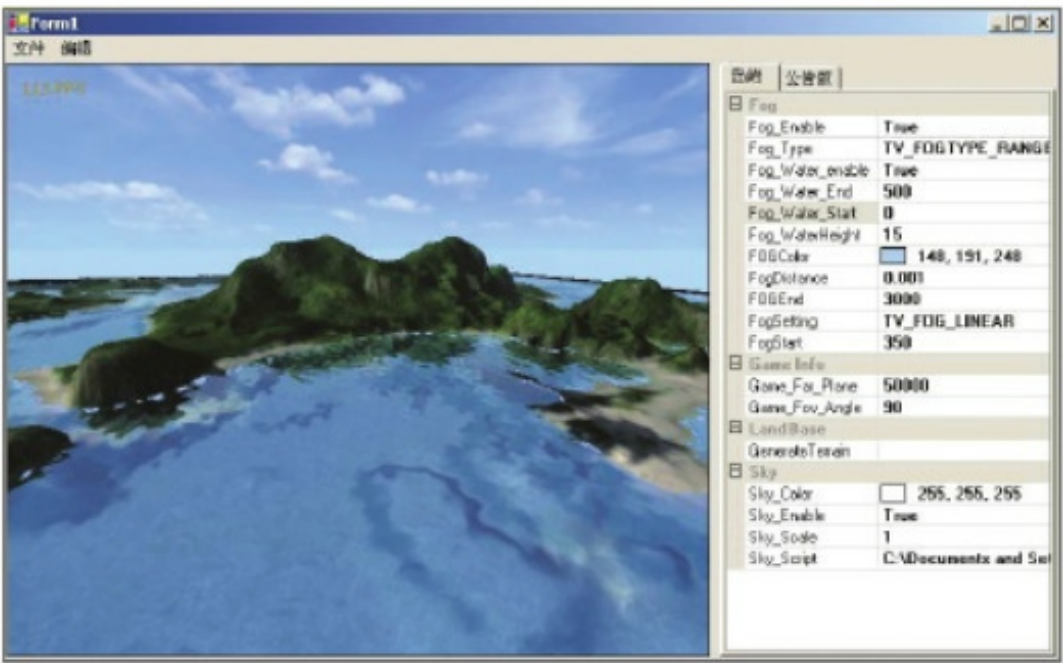 Form1
文件 编辑
Fog
Fog_Enable True
Fog_Type TV_FOGTYPE_RANGE
Fog_Water_enable True
Fog_Water_End 500
Fog_Water_Start 0
Fog_WaterHeight 15
FOGColor 148, 191, 248
FogDistance 0.001
FOGEnd 3000
FogSetting TV_FOG_LINEAR
FogStart 350
Game Info
Game_Far_Plane 50000
Game_Fov_Angle 90
LandBase
GenerateTerrain
Sky
Sky_Color 255, 255, 255
Sky_Enable True
Sky_Scale 1
Sky_Script C:\Documents and Set